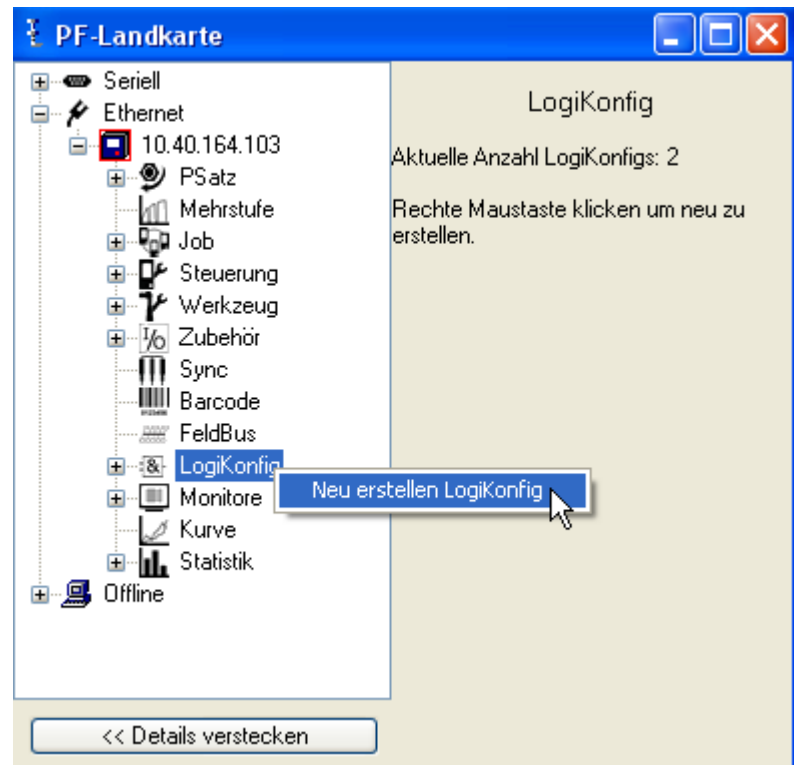 PF-Landkarte
Seriell
Ethernet
10.40.164.103
PSatz
Mehrstufe
Job
Steuerung
Werkzeug
Zubehör
Sync
Barcode
FeldBus
LogiKonfig
Neu erstellen LogiKonfig
Monitore
Kurve
Statistik
Offline
<< Details verstecken
LogiKonfig
Aktuelle Anzahl LogiKonfigs: 2
Rechte Maustaste klicken um neu zu
erstellen.